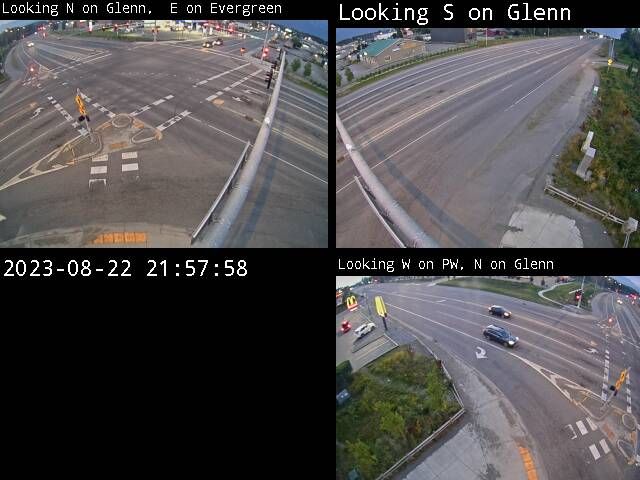 Looking N on Glenn, E on Evergreen
Looking S on Glenn
2023-08-22 21:57:58
Looking W on PW, N on Glenn